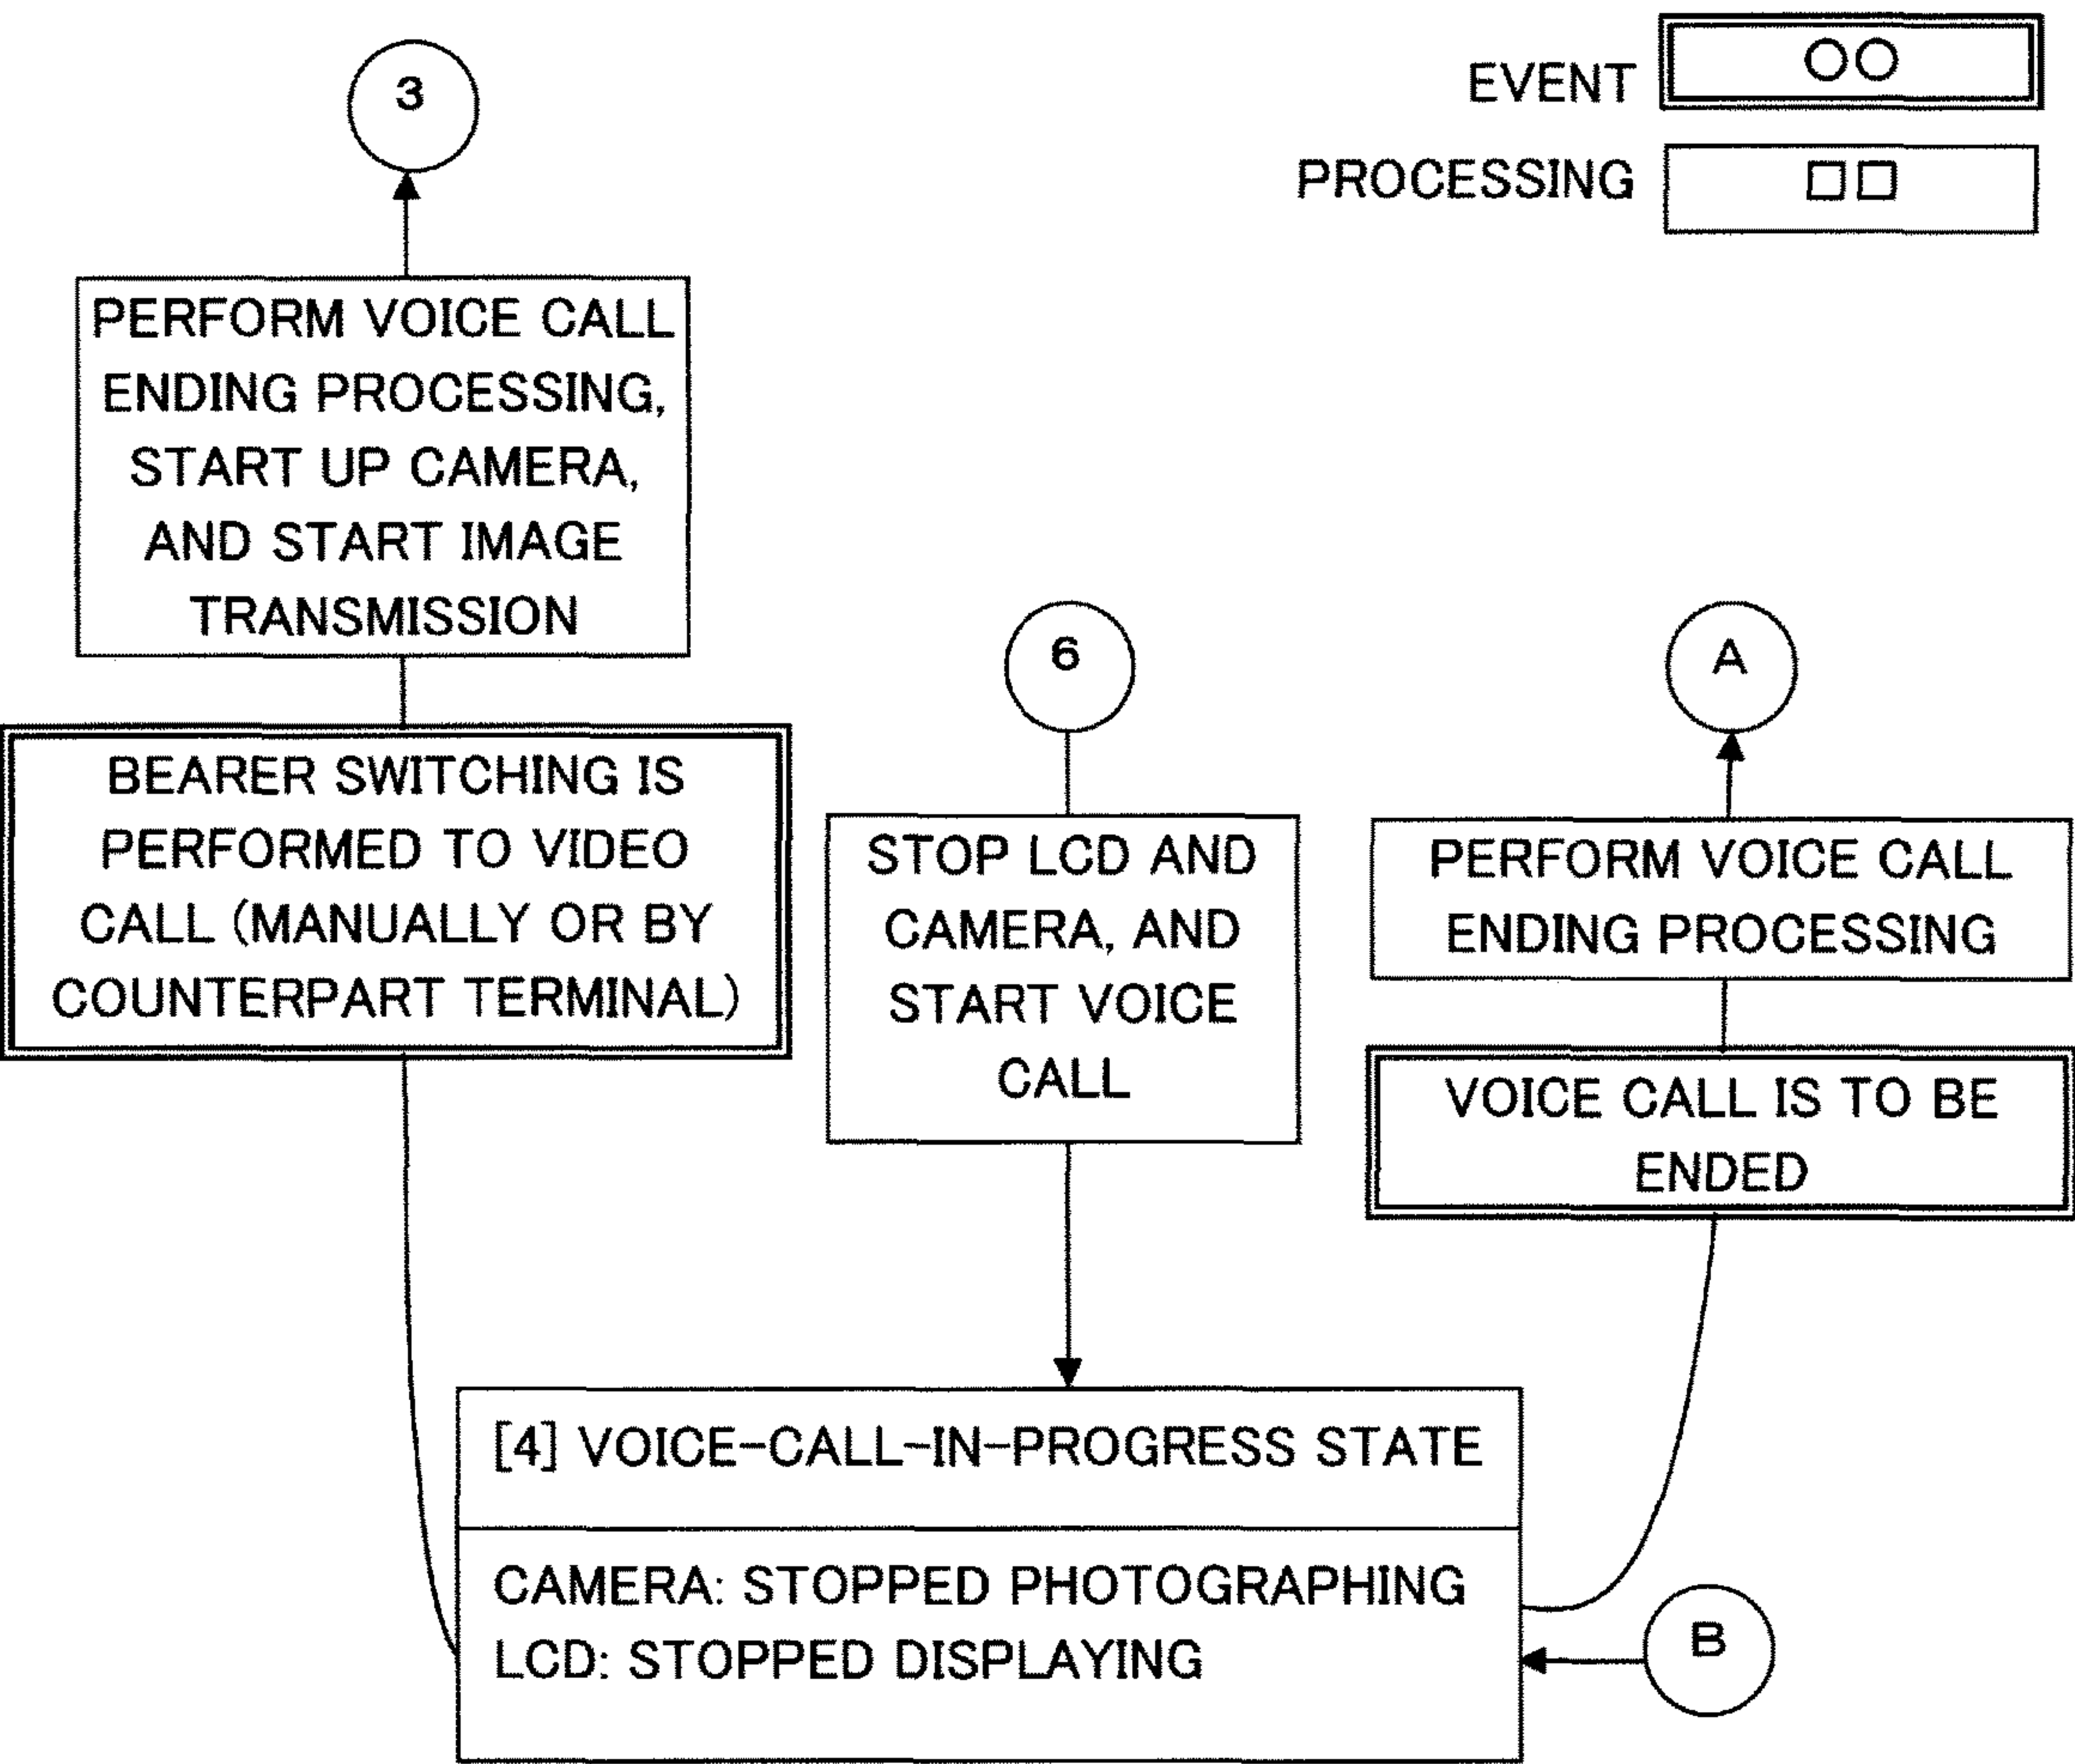 EVENT ○○
PROCESSING □□
3
PERFORM VOICE CALL
ENDING PROCESSING,
START UP CAMERA,
AND START IMAGE
TRANSMISSION
BEARER SWITCHING IS
PERFORMED TO VIDEO
CALL (MANUALLY OR BY
COUNTERPART TERMINAL)
6
STOP LCD AND
CAMERA, AND
START VOICE
CALL
A
PERFORM VOICE CALL
ENDING PROCESSING
VOICE CALL IS TO BE
ENDED
[4] VOICE-CALL-IN-PROGRESS STATE
CAMERA: STOPPED PHOTOGRAPHING
LCD: STOPPED DISPLAYING
B